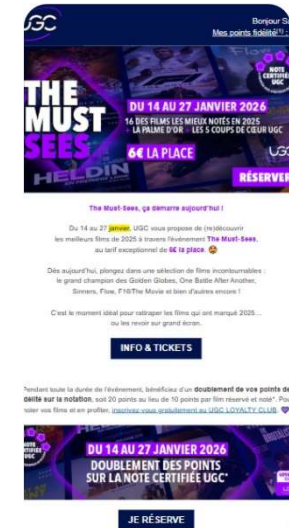 UGC
Bonjour Sa
Mes points fidélité(1) :
NOTE
CERTIFIÉE
UGC
THE
MUST
SEES
DU 14 AU 27 JANVIER 2026
16 DES FILMS LES MIEUX NOTÉS EN 2025
LA PALME D'OR LES 5 COUPS DE CŒUR UGC
6€ LA PLACE
UGC
HELDIN
RÉSERVER
The Must-Sees, ça démarre aujourd'hui !
Du 14 au 27 janvier, UGC vous propose de (re)découvrir
les meilleurs films de 2025 à travers l'événement The Must-Sees,
au tarif exceptionnel de 6€ la place. 🤩
Dès aujourd'hui, plongez dans une sélection de films incontournables :
le grand champion des Golden Globes, One Battle After Another,
Sinners, Flow, F1®The Movie et bien d'autres encore !
C'est le moment idéal pour rattraper les films qui ont marqué 2025...
ou les revoir sur grand écran.
INFO & TICKETS
Pendant toute la durée de l'événement, bénéficiez d'un doublement de vos points de
délité sur la notation, soit 20 points au lieu de 10 points par film réservé et noté*. Pou
noter vos films et en profiter, inscrivez-vous gratuitement au UGC LOYALTY CLUB. 💜
DU 14 AU 27 JANVIER 2026
DOUBLEMENT DES POINTS
SUR LA NOTE CERTIFIÉE UGC*
JE RÉSERVE